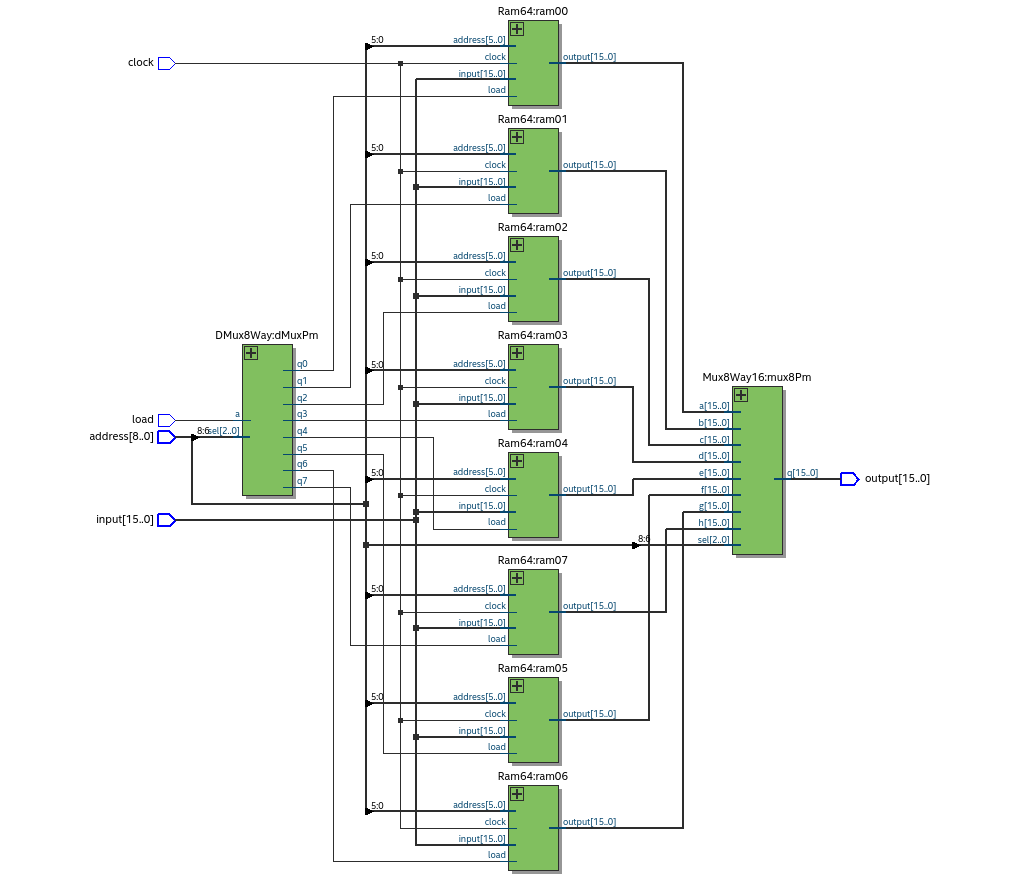 Ram64:ram00
5:0
address[5..0]
clock
input[15..0]
load
output[15..0]
clock
Ram64:ram01
5:0
address[5..0]
clock
input[15..0]
load
output[15..0]
Ram64:ram02
5:0
address[5..0]
clock
input[15..0]
load
output[15..0]
DMux8Way:dMuxPm
a
8:6
sel[2..0]
q0
q1
q2
q3
q4
q5
q6
q7
load
address[8..0]
input[15..0]
Ram64:ram03
5:0
address[5..0]
clock
input[15..0]
load
output[15..0]
Ram64:ram04
5:0
address[5..0]
clock
input[15..0]
load
output[15..0]
Mux8Way16:mux8Pm
a[15..0]
b[15..0]
c[15..0]
d[15..0]
e[15..0]
f[15..0]
g[15..0]
h[15..0]
8:6
sel[2..0]
q[15..0]
output[15..0]
Ram64:ram07
5:0
address[5..0]
clock
input[15..0]
load
output[15..0]
Ram64:ram05
5:0
address[5..0]
clock
input[15..0]
load
output[15..0]
Ram64:ram06
5:0
address[5..0]
clock
input[15..0]
load
output[15..0]